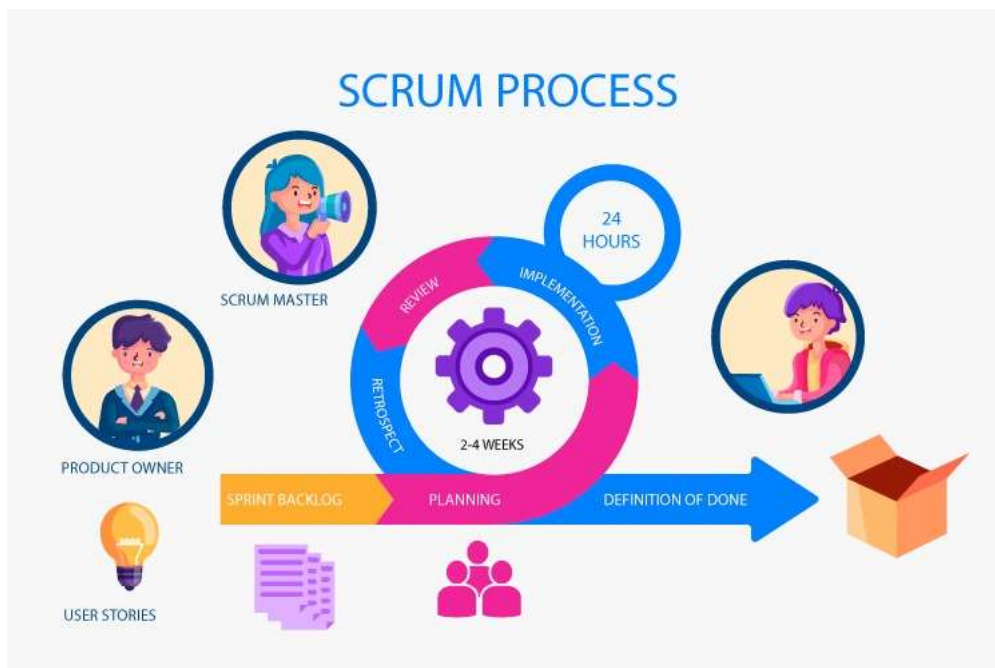 SCRUM PROCESS
24
HOURS
SCRUM MASTER
REVIEW
IMPLEMENTATION
RETROSPECT
2-4 WEEKS
PRODUCT OWNER
SPRINT BACKLOG
PLANNING
DEFINITION OF DONE
USER STORIES